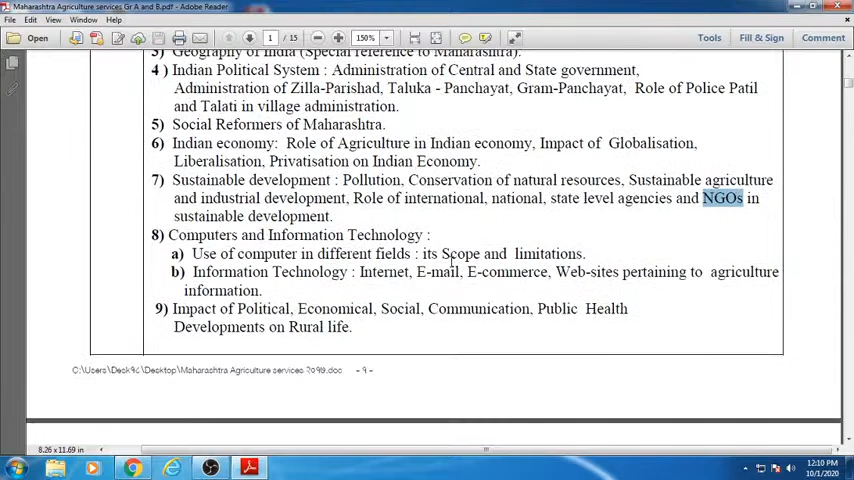 Maharashtra Agriculture services Gr A and B.pdf - Adobe Reader
File Edit View Window Help
Open 1 / 15 150% Tools Fill & Sign Comment
3) Geography of India (Special reference to Maharashtra).
4 ) Indian Political System : Administration of Central and State government,
Administration of Zilla-Parishad, Taluka - Panchayat, Gram-Panchayat, Role of Police Patil
and Talati in village administration.
5) Social Reformers of Maharashtra.
6) Indian economy: Role of Agriculture in Indian economy, Impact of Globalisation,
Liberalisation, Privatisation on Indian Economy.
7) Sustainable development : Pollution, Conservation of natural resources, Sustainable agriculture
and industrial development, Role of international, national, state level agencies and NGOs in
sustainable development.
8) Computers and Information Technology :
a) Use of computer in different fields : its Scope and limitations.
b) Information Technology : Internet, E-mail, E-commerce, Web-sites pertaining to agriculture
information.
9) Impact of Political, Economical, Social, Communication, Public Health
Developments on Rural life.
8.26 x 11.69 in
12:10 PM
10/1/2020